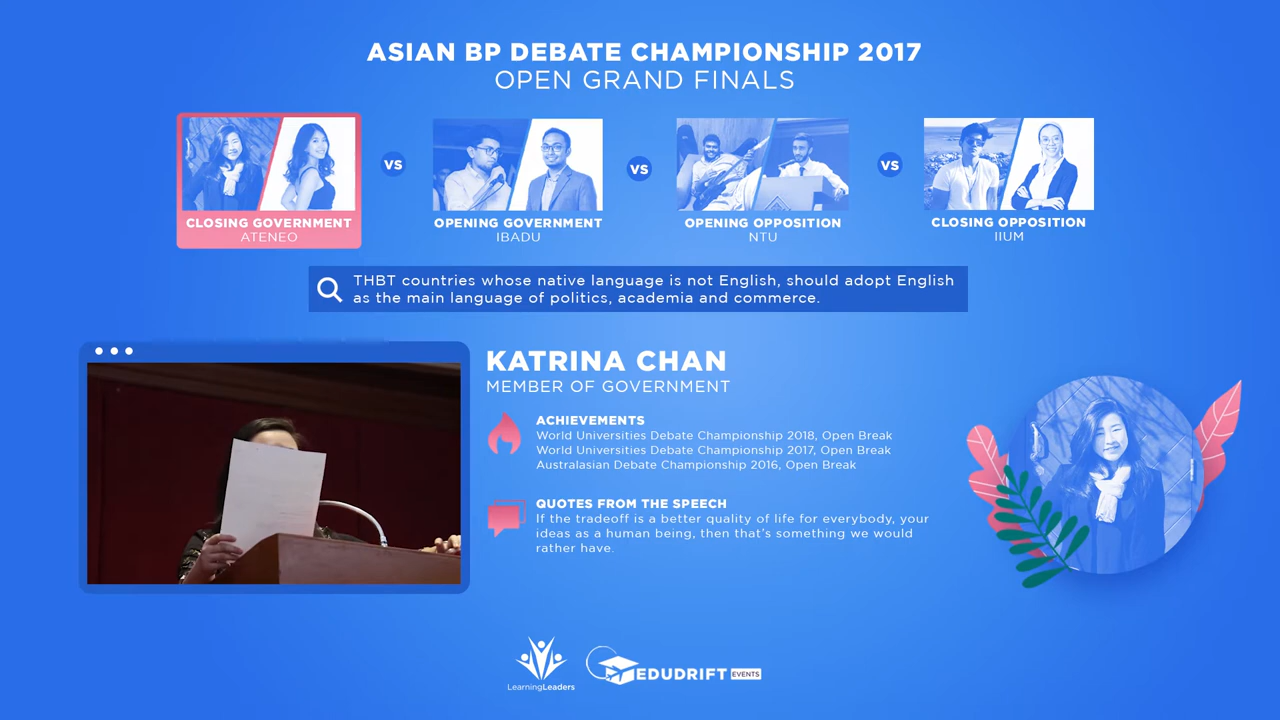 ASIAN BP DEBATE CHAMPIONSHIP 2017
OPEN GRAND FINALS
VS
VS
VS
CLOSING GOVERNMENT
ATENEO
OPENING GOVERNMENT
IBADU
OPENING OPPOSITION
NTU
CLOSING OPPOSITION
IIUM
THBT countries whose native language is not English, should adopt English
as the main language of politics, academia and commerce.
KATRINA CHAN
MEMBER OF GOVERNMENT
ACHIEVEMENTS
World Universities Debate Championship 2018, Open Break
World Universities Debate Championship 2017, Open Break
Australasian Debate Championship 2016, Open Break
QUOTES FROM THE SPEECH
If the tradeoff is a better quality of life for everybody, your
ideas as a human being, then that's something we would
rather have.
LearningLeaders
EDUDRIFT EVENTS